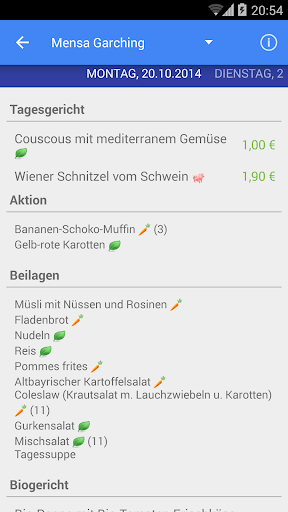 20:54
Mensa Garching
MONTAG, 20.10.2014 DIENSTAG, 2
Tagesgericht
Couscous mit mediterranem Gemüse 1,00 €
Wiener Schnitzel vom Schwein 1,90 €
Aktion
Bananen-Schoko-Muffin (3)
Gelb-rote Karotten
Beilagen
Müsli mit Nüssen und Rosinen
Fladenbrot
Nudeln
Reis
Pommes frites
Altbayrischer Kartoffelsalat
Coleslaw (Krautsalat m. Lauchzwiebeln u. Karotten)
(11)
Gurkensalat
Mischsalat (11)
Tagessuppe
Biogericht